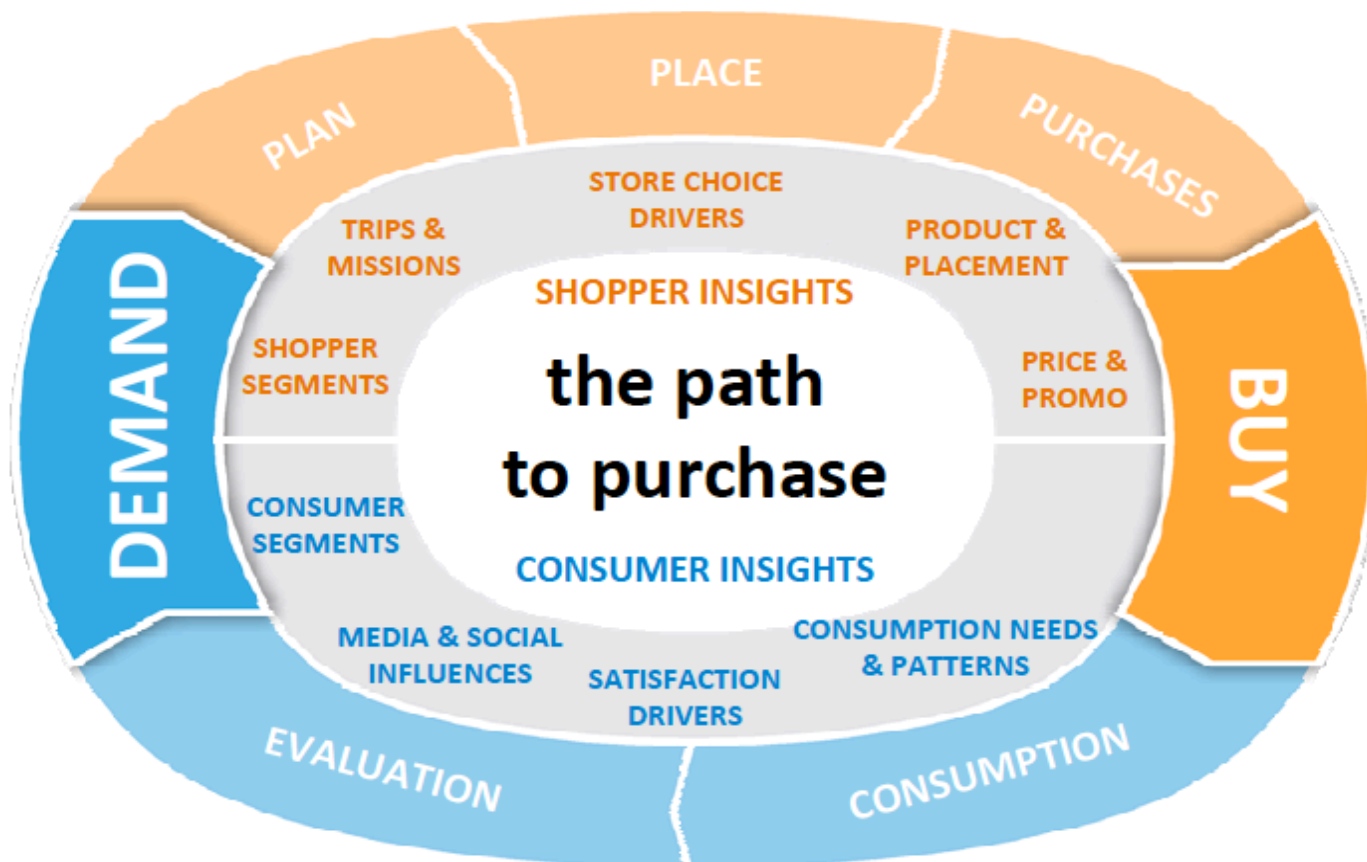 PLAN
PLACE
PURCHASES
DEMAND
BUY
STORE CHOICE
DRIVERS
TRIPS &
MISSIONS
PRODUCT &
PLACEMENT
SHOPPER INSIGHTS
SHOPPER
SEGMENTS
PRICE &
PROMO
the path
to purchase
CONSUMER
SEGMENTS
CONSUMER INSIGHTS
MEDIA & SOCIAL
INFLUENCES
SATISFACTION
DRIVERS
CONSUMPTION NEEDS
& PATTERNS
EVALUATION
CONSUMPTION